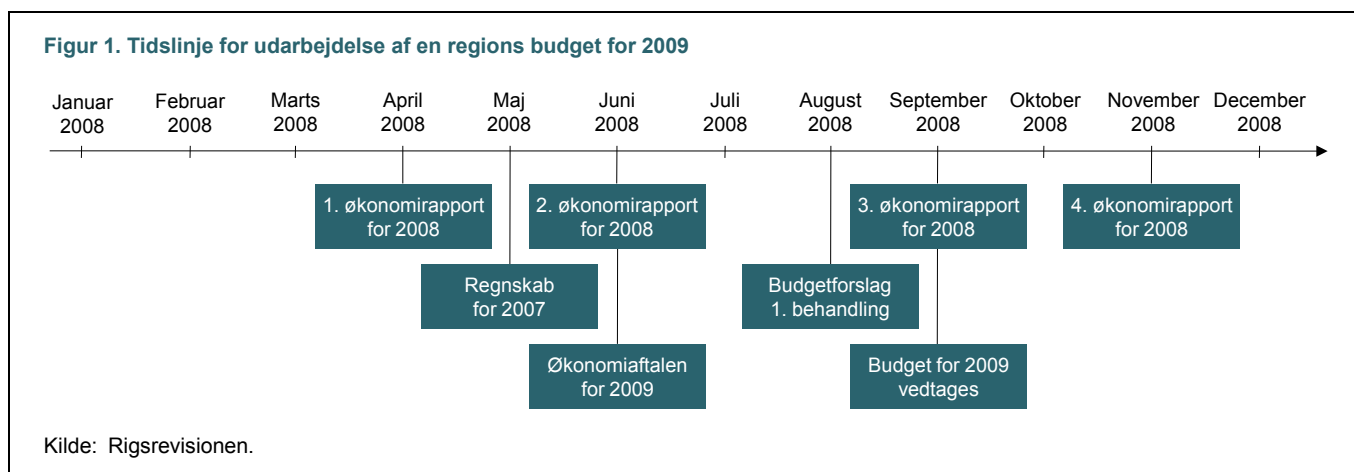 Figur 1. Tidslinje for udarbejdelse af en regions budget for 2009
Januar
2008
Februar
2008
Marts
2008
April
2008
Maj
2008
Juni
2008
Juli
2008
August
2008
September
2008
Oktober
2008
November
2008
December
2008
1. økonomirapport
for 2008
2. økonomirapport
for 2008
3. økonomirapport
for 2008
4. økonomirapport
for 2008
Regnskab
for 2007
Budgetforslag
1. behandling
Økonomiaftalen
for 2009
Budget for 2009
vedtages
Kilde: Rigsrevisionen.